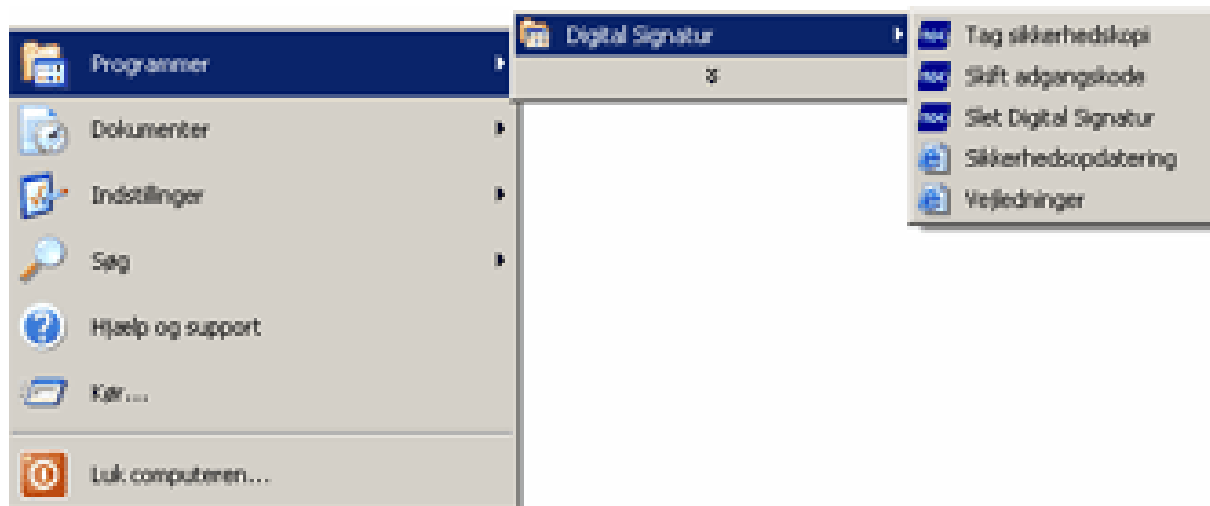 Programmer
Dokumenter
Indstillinger
Søg
Hjælp og support
Kør...
Luk computeren...
Digital Signatur
Tag sikkerhedskopi
Skift adgangskode
Slet Digital Signatur
Sikkerhedsopdatering
Vejledninger